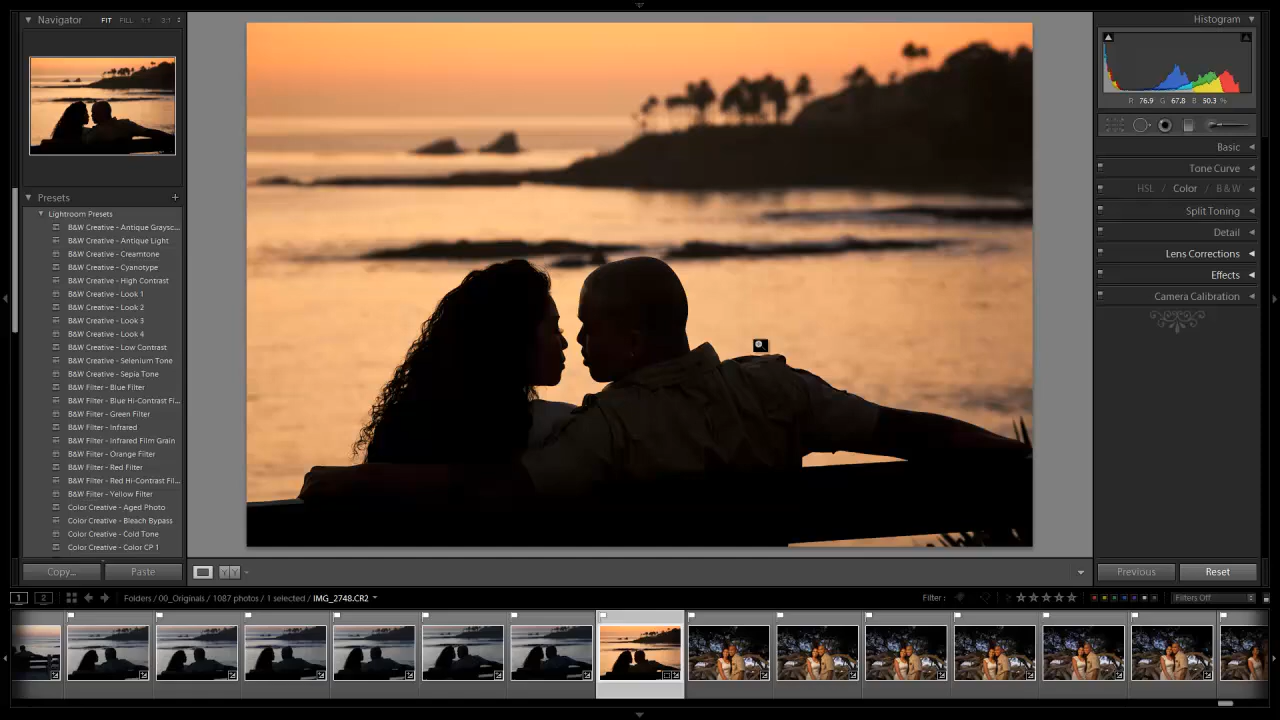 Navigator FIT FILL 1:1 3:1
Histogram
R 76.9 G 67.8 B 50.3 %
Basic
Tone Curve
HSL / Color / B & W
Split Toning
Detail
Lens Corrections
Effects
Camera Calibration
Presets +
Lightroom Presets
B&W Creative - Antique Graysc...
B&W Creative - Antique Light
B&W Creative - Creamtone
B&W Creative - Cyanotype
B&W Creative - High Contrast
B&W Creative - Look 1
B&W Creative - Look 2
B&W Creative - Look 3
B&W Creative - Look 4
B&W Creative - Low Contrast
B&W Creative - Selenium Tone
B&W Creative - Sepia Tone
B&W Filter - Blue Filter
B&W Filter - Blue Hi-Contrast Fi...
B&W Filter - Green Filter
B&W Filter - Infrared
B&W Filter - Infrared Film Grain
B&W Filter - Orange Filter
B&W Filter - Red Filter
B&W Filter - Red Hi-Contrast Fil...
B&W Filter - Yellow Filter
Color Creative - Aged Photo
Color Creative - Bleach Bypass
Color Creative - Cold Tone
Color Creative - Color CP 1
Copy... Paste
Y Y
Previous Reset
1 2 Folders / 00_Originals / 1087 photos / 1 selected / IMG_2748.CR2
Filter : Filters Off